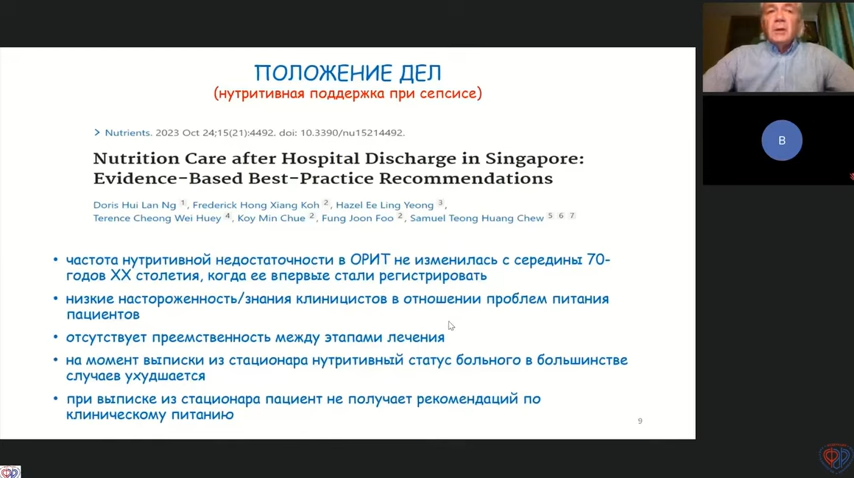 ПОЛОЖЕНИЕ ДЕЛ
(нутритивная поддержка при сепсисе)
> Nutrients. 2023 Oct 24;15(21):4492. doi: 10.3390/nu15214492.
Nutrition Care after Hospital Discharge in Singapore:
Evidence-Based Best-Practice Recommendations
Doris Hui Lan Ng 1, Frederick Hong Xiang Koh 2, Hazel Ee Ling Yeong 3,
Terence Cheong Wei Huey 4, Koy Min Chue 2, Fung Joon Foo 2, Samuel Teong Huang Chew 5 6 7
• частота нутритивной недостаточности в ОРИТ не изменилась с середины 70-
годов XX столетия, когда ее впервые стали регистрировать
• низкие настороженность/знания клиницистов в отношении проблем питания
пациентов
• отсутствует преемственность между этапами лечения
• на момент выписки из стационара нутритивный статус больного в большинстве
случаев ухудшается
• при выписке из стационара пациент не получает рекомендаций по
клиническому питанию
9
В